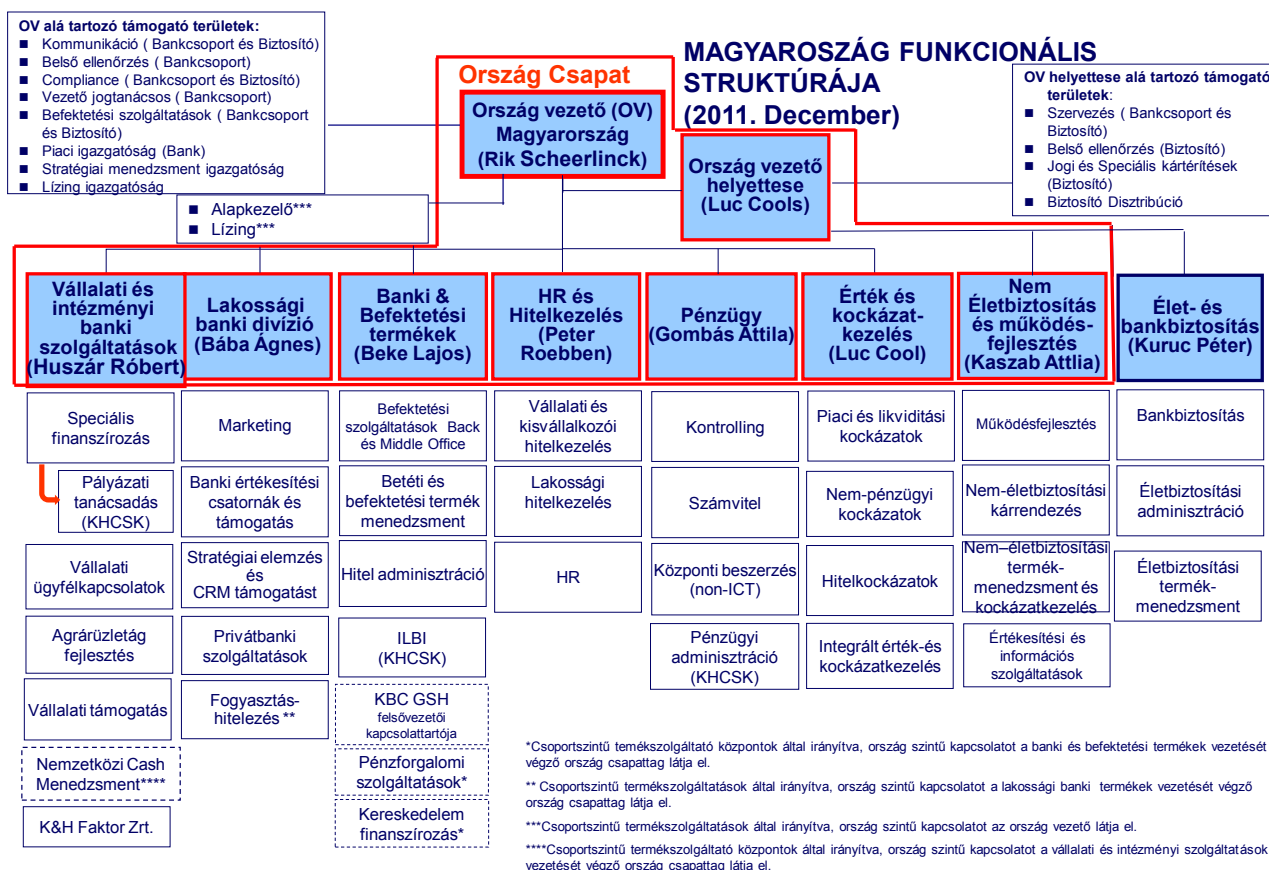 OV alá tartozó támogató területek:
Kommunikáció ( Bankcsoport és Biztosító)
Belső ellenőrzés ( Bankcsoport)
Compliance ( Bankcsoport és Biztosító)
Vezető jogtanácsos ( Bankcsoport)
Befektetési szolgáltatások ( Bankcsoport
és Biztosító)
Piaci igazgatóság (Bank)
Stratégiai menedzsment igazgatóság
Lízing igazgatóság
MAGYAROSZÁG FUNKCIONÁLIS
STRUKTÚRÁJA
(2011. December)
Ország Csapat
Ország vezető (OV)
Magyarország
(Rik Scheerlinck)
Ország vezető
helyettese
(Luc Cools)
OV helyettese alá tartozó támogató
területek:
Szervezés ( Bankcsoport és
Biztosító)
Belső ellenőrzés (Biztosító)
Jogi és Speciális kártérítések
(Biztosító)
Biztosító Disztribúció
Alapkezelő***
Lízing***
Vállalati és
intézményi
banki
szolgáltatások
(Huszár Róbert)
Lakossági
banki divízió
(Bába Ágnes)
Banki &
Befektetési
termékek
(Beke Lajos)
HR és
Hitelkezelés
(Peter
Roebben)
Pénzügy
(Gombás Attila)
Érték és
kockázat-
kezelés
(Luc Cool)
Nem
Életbiztosítás
és működés-
fejlesztés
(Kaszab Attlia)
Élet- és
bankbiztosítás
(Kuruc Péter)
Speciális
finanszírozás
Pályázati
tanácsadás
(KHCSK)
Vállalati
ügyfélkapcsolatok
Agrárüzletág
fejlesztés
Vállalati támogatás
Nemzetközi Cash
Menedzsment****
K&H Faktor Zrt.
Marketing
Banki értékesítési
csatornák és
támogatás
Stratégiai elemzés
és
CRM támogatást
Privátbanki
szolgáltatások
Fogyasztás-
hitelezés **
Befektetési
szolgáltatások Back
és Middle Office
Betéti és
befektetési termék
menedzsment
Hitel adminisztráció
ILBI
(KHCSK)
KBC GSH
felsővezetői
kapcsolattartója
Pénzforgalomi
szolgáltatások*
Kereskedelem
finanszírozás*
Vállalati és
kisvállalkozói
hitelkezelés
Lakossági
hitelkezelés
HR
Kontrolling
Számvitel
Központi beszerzés
(non-ICT)
Pénzügyi
adminisztráció
(KHCSK)
Piaci és likviditási
kockázatok
Nem-pénzügyi
kockázatok
Hitelkockázatok
Integrált érték-és
kockázatkezelés
Működésfejlesztés
Nem-életbiztosítási
kárrendezés
Nem–életbiztosítási
termék-
menedzsment és
kockázatkezelés
Értékesítési és
információs
szolgáltatások
Bankbiztosítás
Életbiztosítási
adminisztráció
Életbiztosítási
termék-
menedzsment
*Csoportszintű temékszolgáltató központok által irányítva, ország szintű kapcsolatot a banki és befektetési termékek vezetését
végző ország csapattag látja el.
** Csoportszintű termékszolgáltatások által irányítva, ország szintű kapcsolatot a lakossági banki termékek vezetését végző
ország csapattag látja el.
***Csoportszintű termékszolgáltatások által irányítva, ország szintű kapcsolatot az ország vezető látja el.
****Csoportszintű termékszolgáltató központok által irányítva, ország szintű kapcsolatot a vállalati és intézményi szolgáltatások
vezetését végző ország csapattag látja el.